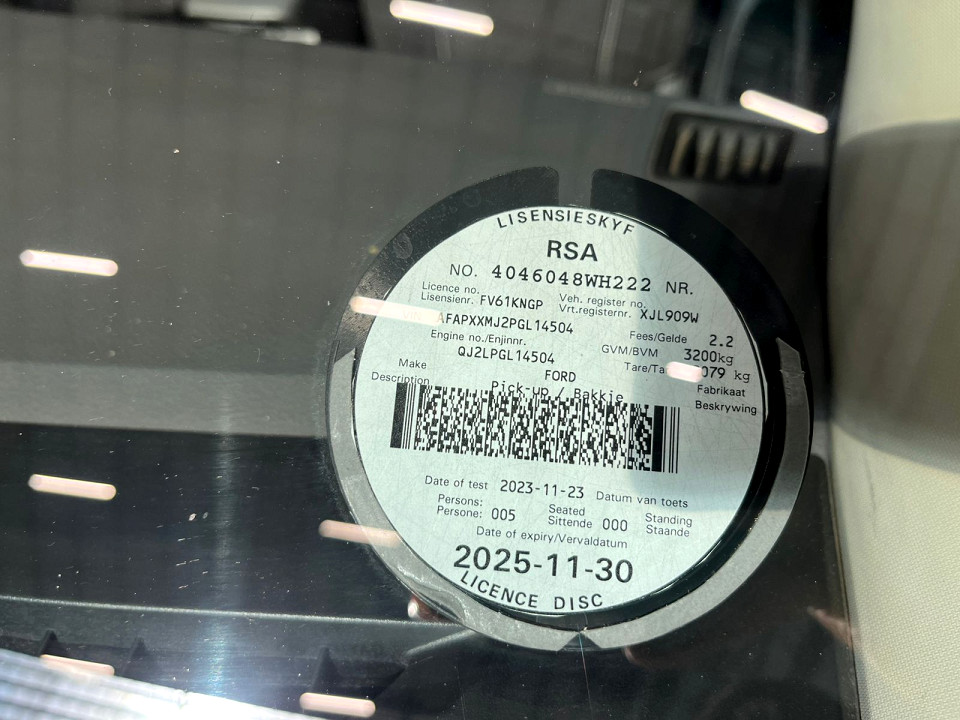 LISENSIESKYF
RSA
NO. 4046048WH222 NR.
Licence no. Veh. register no.
Lisensienr. FV61KNGP Vrt.registernr. XJL909W
VIN AFAPXXMJ2PGL14504 Fees/Gelde 2.2
Engine no./Enjinnr. GVM/BVM 3200kg
QJ2LPGL14504 kg
Make FORD Fabrikaat
Description Pick-up / Bakkie Beskrywing
Date of test 2023-11-23 Datum van toets
Persons: Seated Standing
Persone: 005 Sittende 000 Staande
Date of expiry/Vervaldatum
2025-11-30
LICENCE DISC